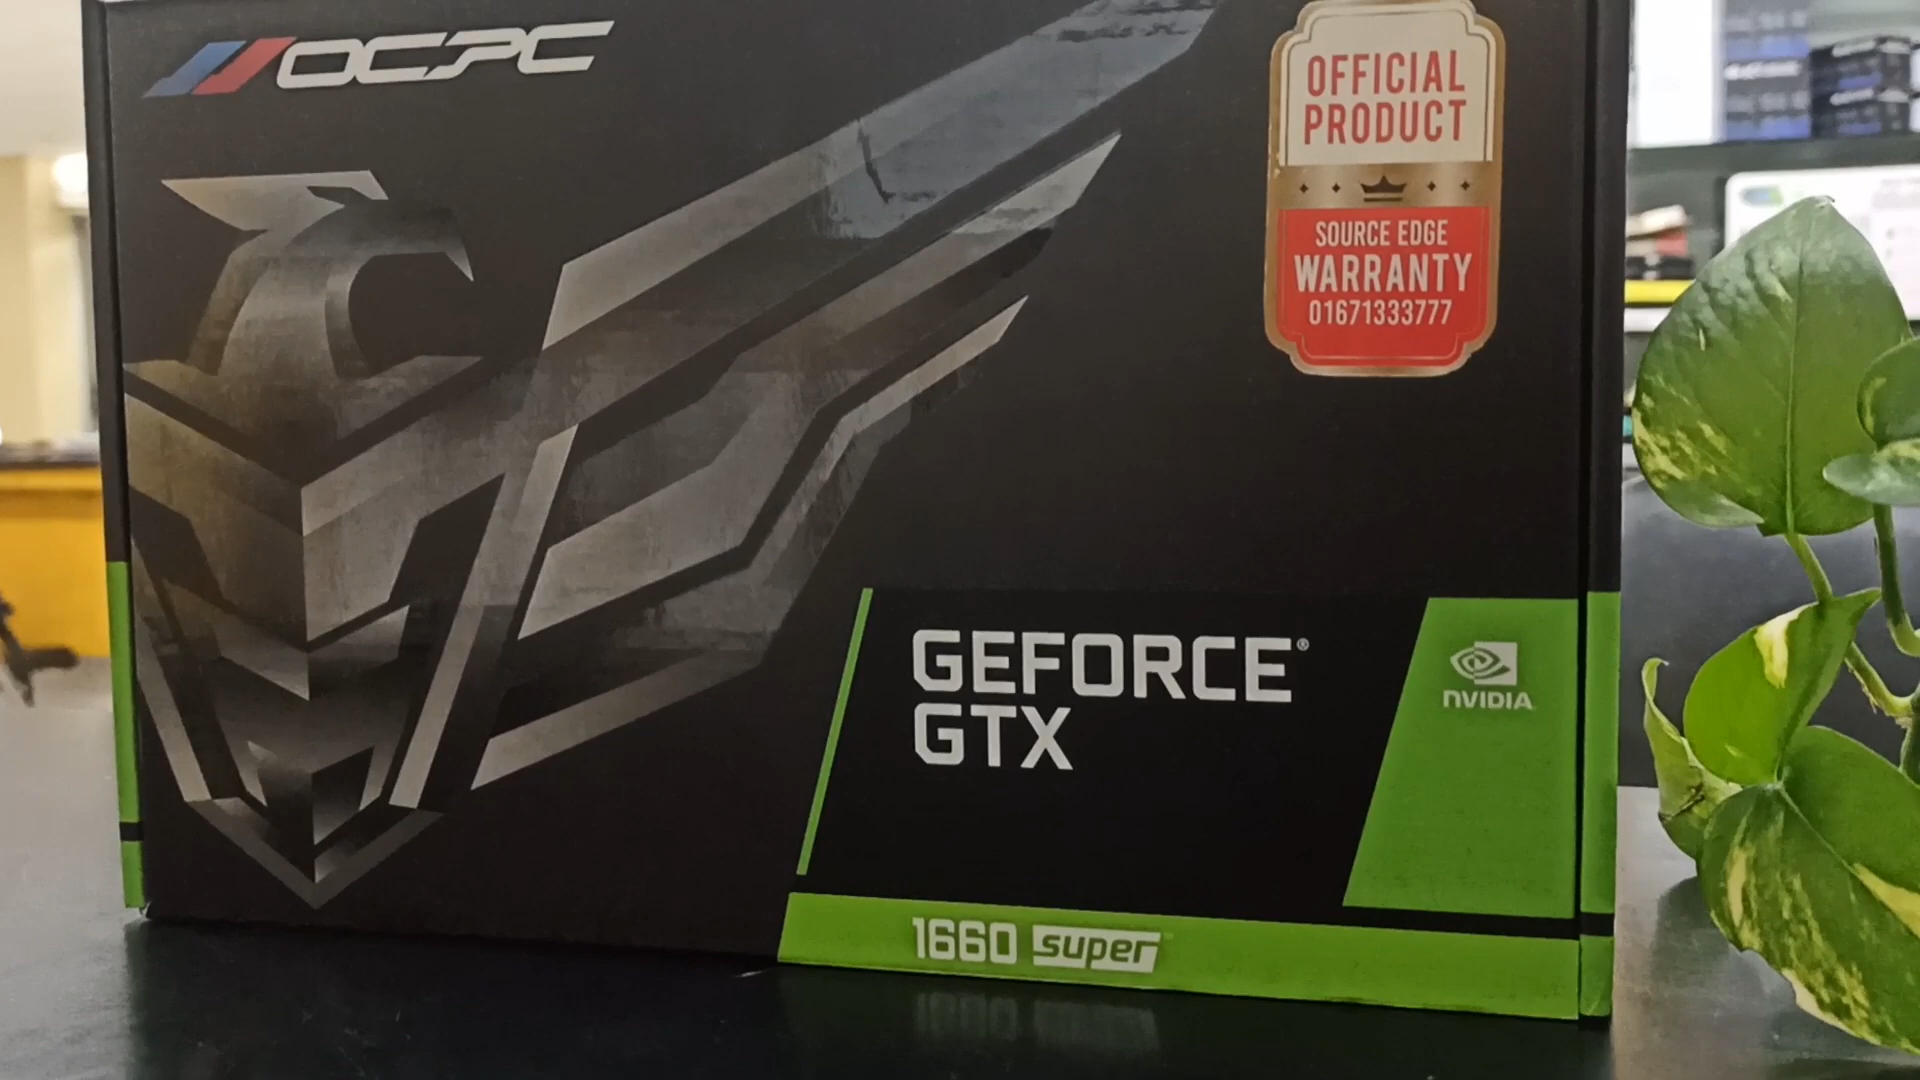 OCPC
OFFICIAL
PRODUCT
SOURCE EDGE
WARRANTY
01671333777
GEFORCE®
GTX
NVIDIA
1660 SUPER